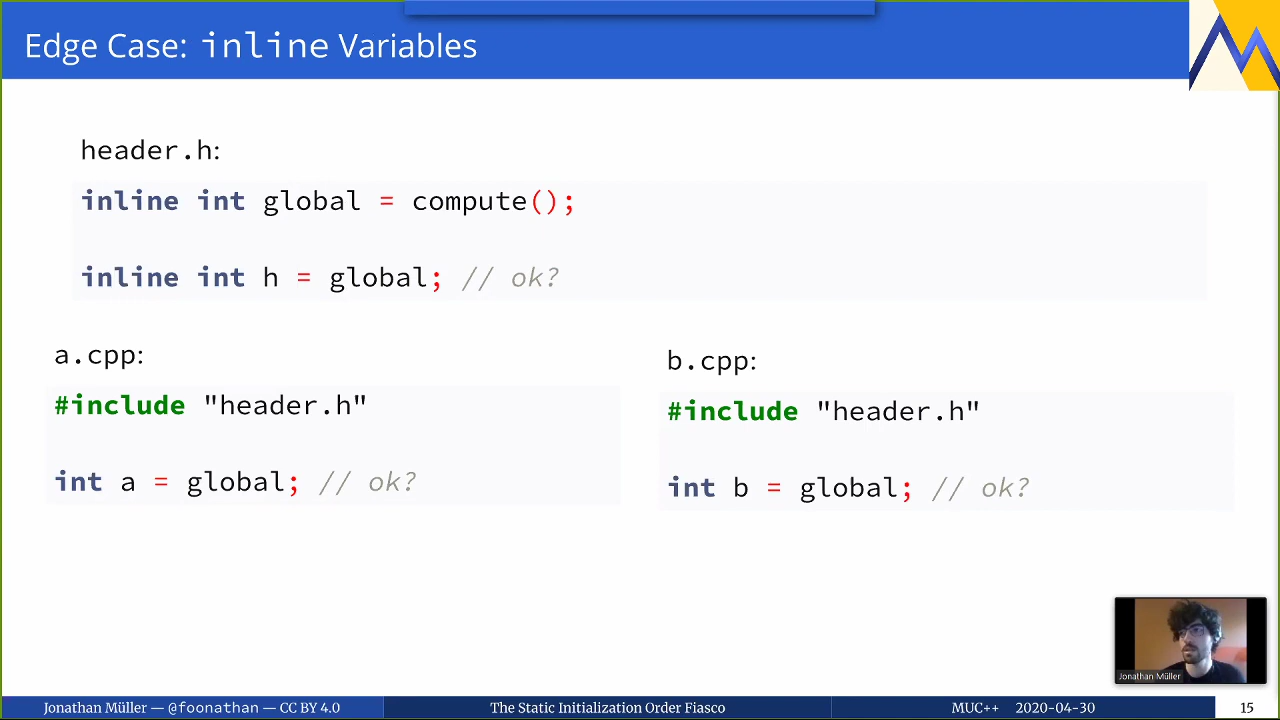 Edge Case: inline Variables
header.h:
inline int global = compute();
inline int h = global; // ok?
a.cpp:
#include "header.h"
int a = global; // ok?
b.cpp:
#include "header.h"
int b = global; // ok?
Jonathan Müller
Jonathan Müller — @foonathan — CC BY 4.0
The Static Initialization Order Fiasco
MUC++ 2020-04-30
15